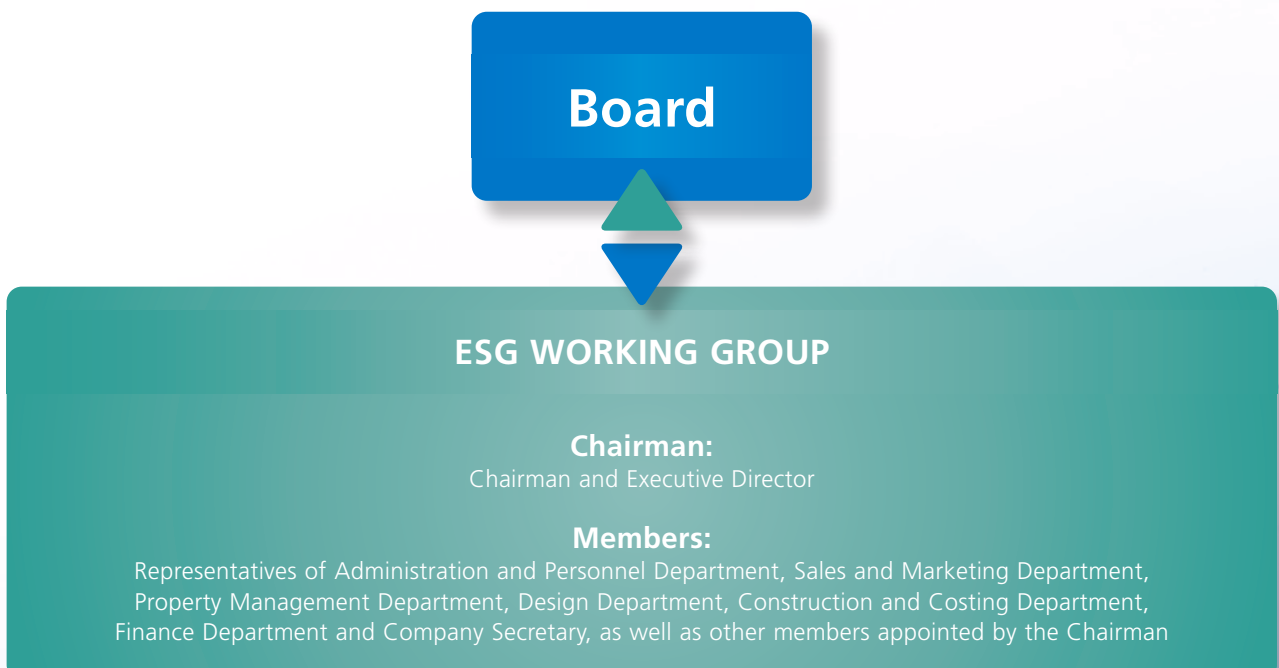 Board
ESG WORKING GROUP
Chairman:
Chairman and Executive Director
Members:
Representatives of Administration and Personnel Department, Sales and Marketing Department,
Property Management Department, Design Department, Construction and Costing Department,
Finance Department and Company Secretary, as well as other members appointed by the Chairman